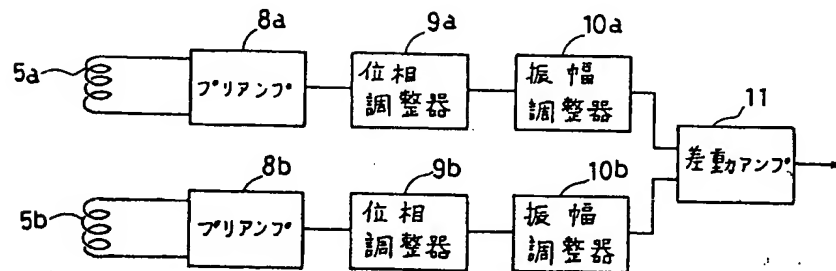 8a
9a
10a
5a
プリアンプ
位相
調整器
振幅
調整器
11
差動アンプ
8b
9b
10b
5b
プリアンプ
位相
調整器
振幅
調整器